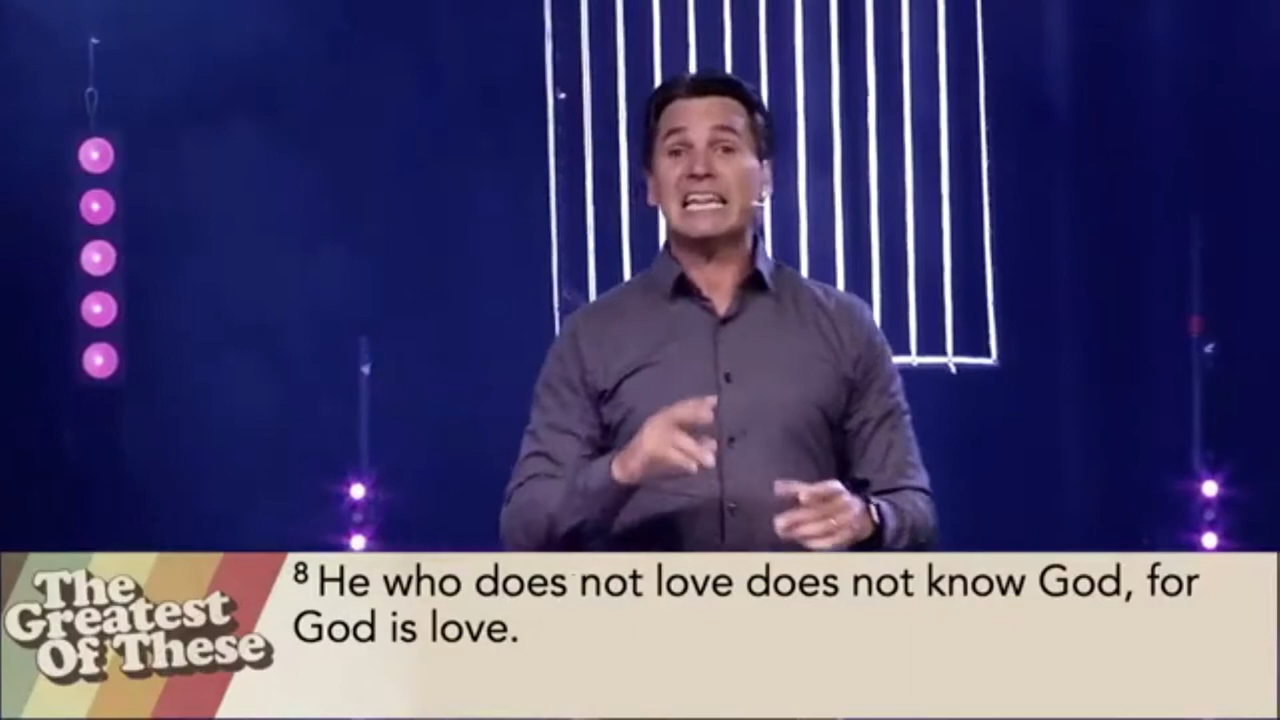 The
Greatest
Of These
8 He who does not love does not know God, for
God is love.